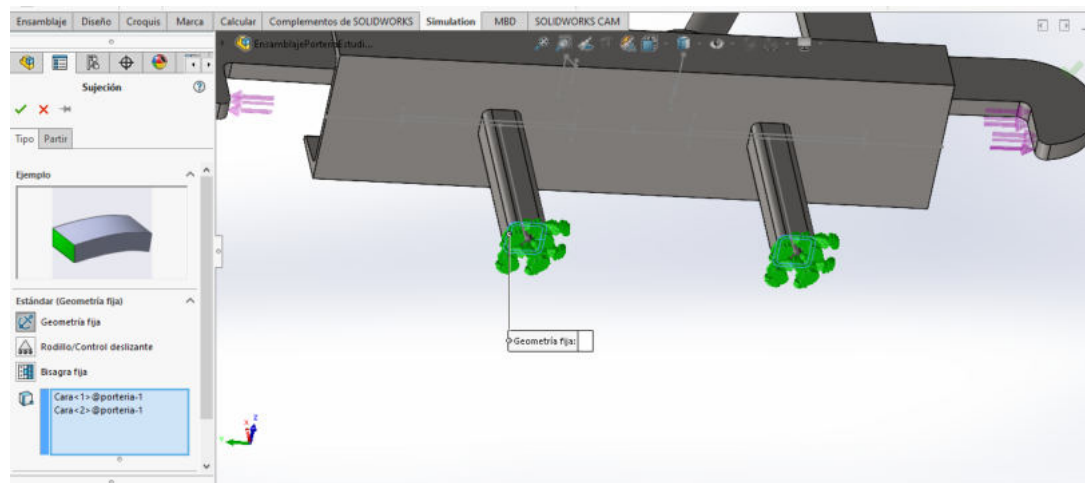 Ensamblaje Diseño Croquis Marca Calcular Complementos de SOLIDWORKS Simulation MBD SOLIDWORKS CAM
EnsamblajePorteriaEstudi...
Sujeción
Tipo Partir
Ejemplo
Estándar (Geometría fija)
Geometría fija
Rodillo/Control deslizante
Bisagra fija
Cara<1>@porteria-1
Cara<2>@porteria-1
Geometría fija:
X Z
Y